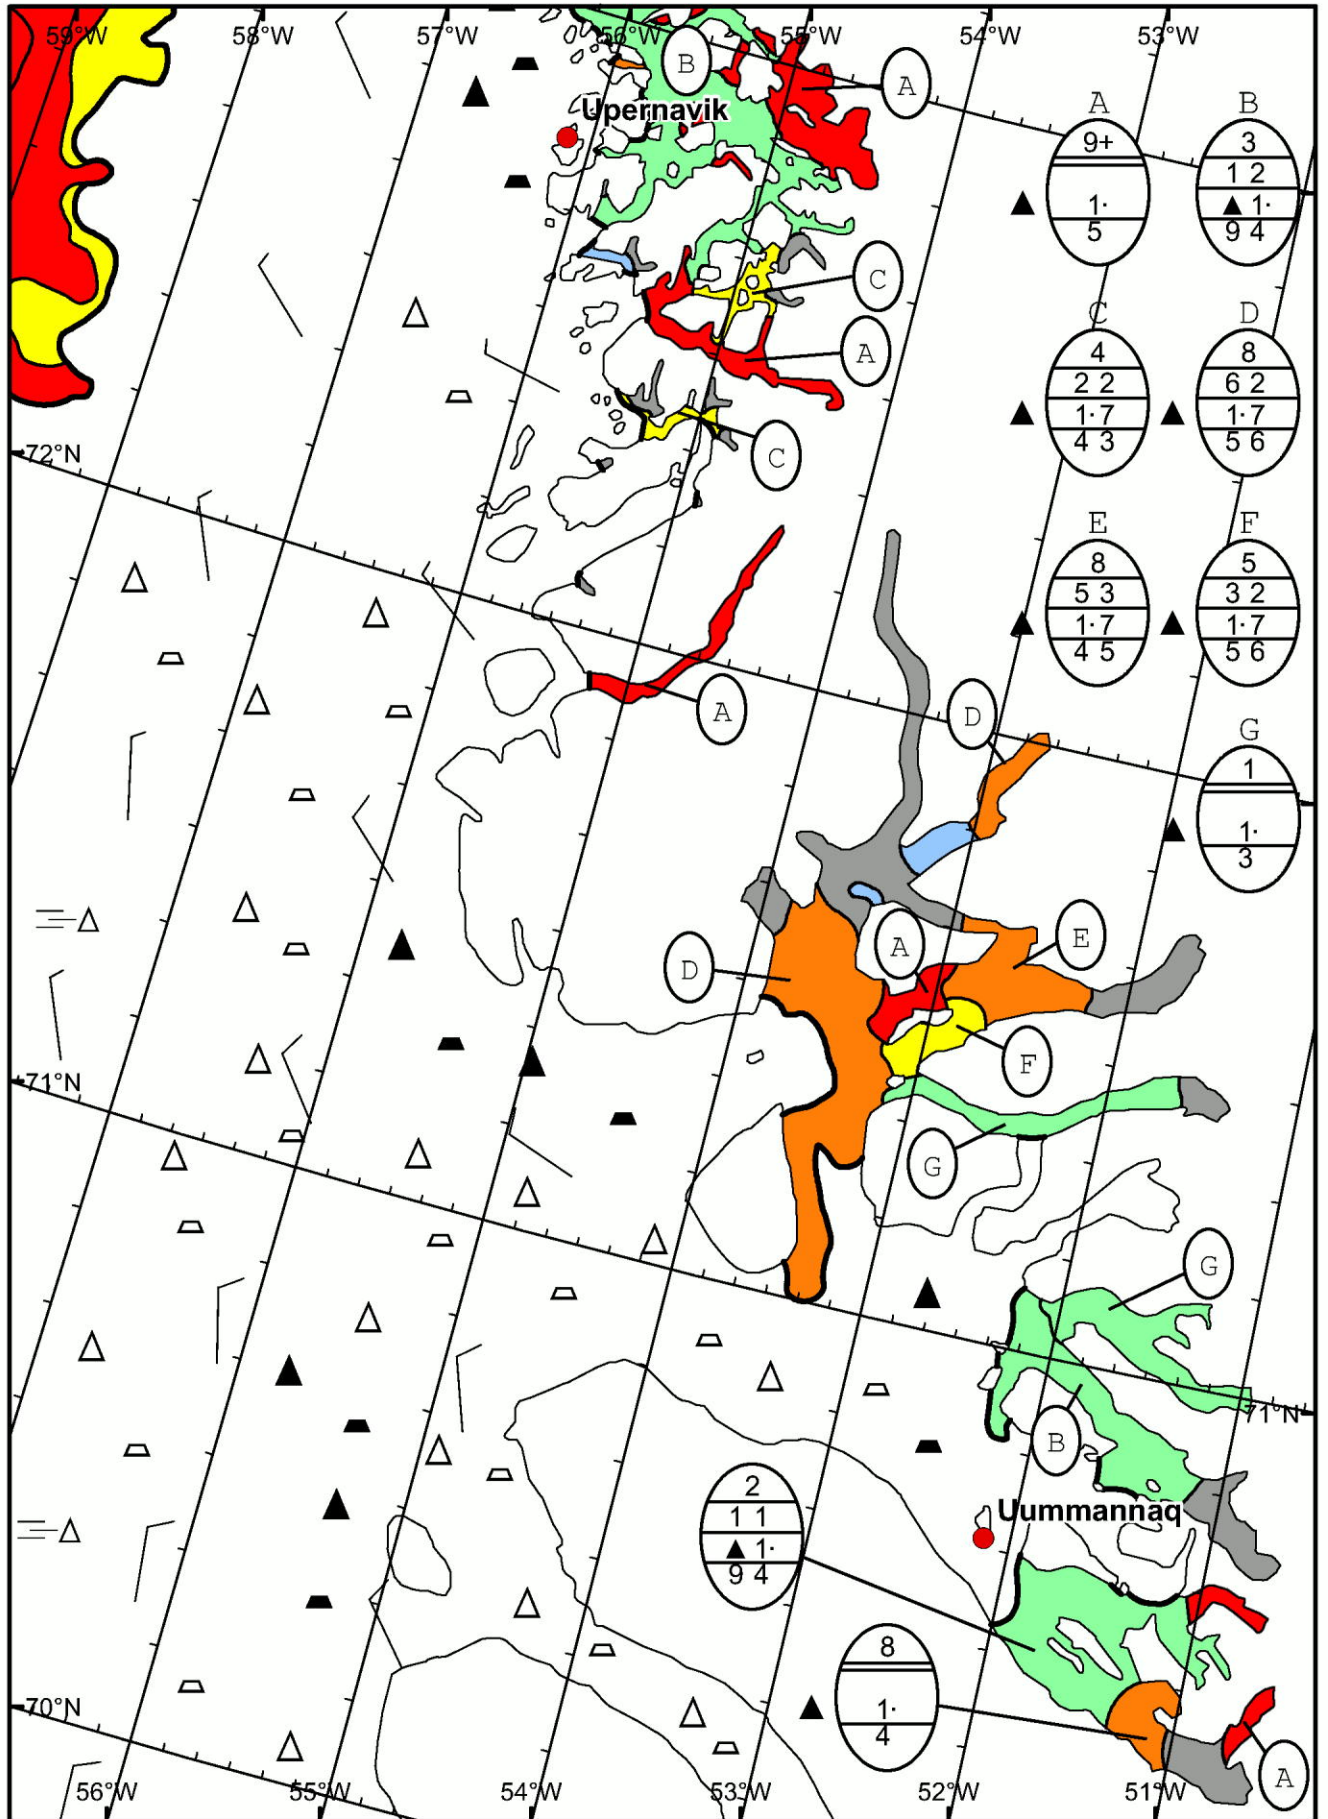 59°W 58°W 57°W 56°W 55°W 54°W 53°W
B
A
Upernavik
A B
9+ 3
1 2
1· ▲ 1·
5 9 4
C
A
C D
4 8
2 2 6 2
1·7 1·7
4 3 5 6
C
72°N
E F
8 5
5 3 3 2
1·7 1·7
4 5 5 6
A
D
G
1
1·
3
A
E
D
F
71°N
G
G
71°N
B
2
1 1
▲ 1·
9 4
Uummannaq
8
1·
4
70°N
A
56°W 55°W 54°W 53°W 52°W 51°W